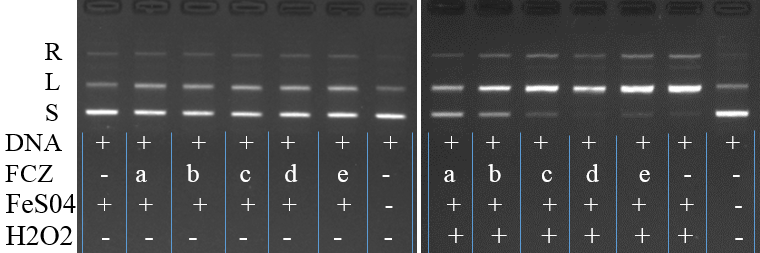 R
L
S
DNA + + + + + + + + + + + + + +
FCZ - a b c d e - a b c d e - -
FeS04 + + + + + + - + + + + + + -
H2O2 - - - - - - - + + + + + + -